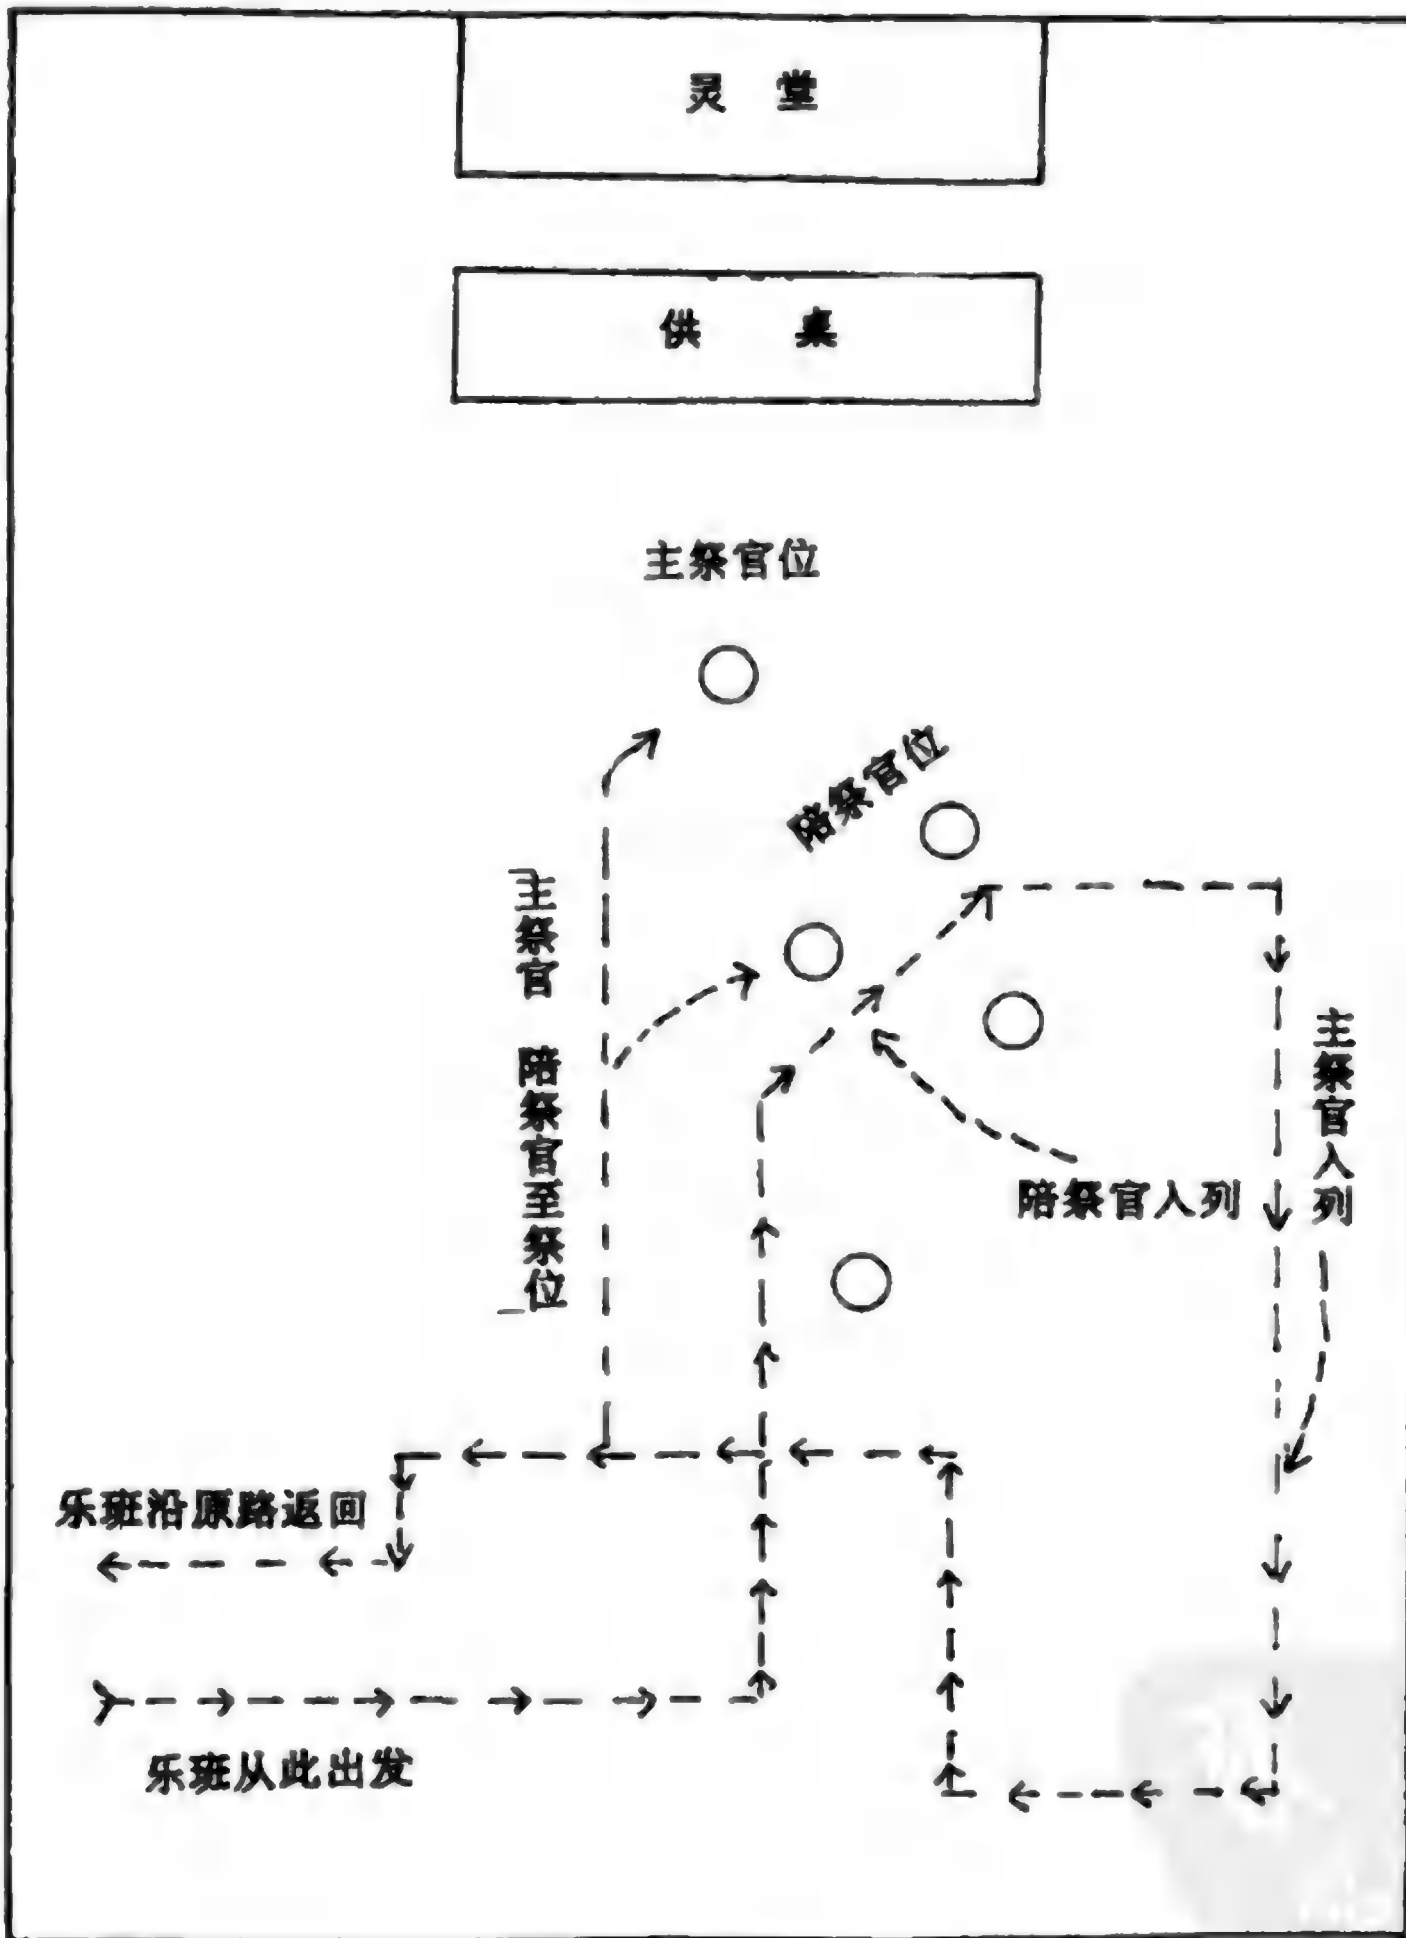 灵 堂
供 桌
主祭官位
陪祭官位
主祭官 陪祭官至祭位
主祭官入列
陪祭官入列
乐班沿原路返回
乐班从此出发